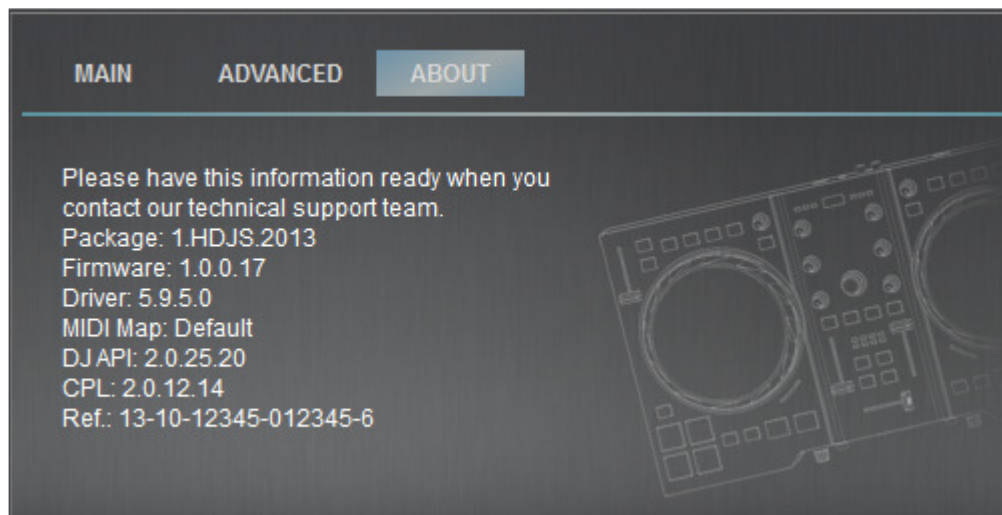 MAIN ADVANCED ABOUT
Please have this information ready when you
contact our technical support team.
Package: 1.HDJS.2013
Firmware: 1.0.0.17
Driver: 5.9.5.0
MIDI Map: Default
DJ API: 2.0.25.20
CPL: 2.0.12.14
Ref.: 13-10-12345-012345-6